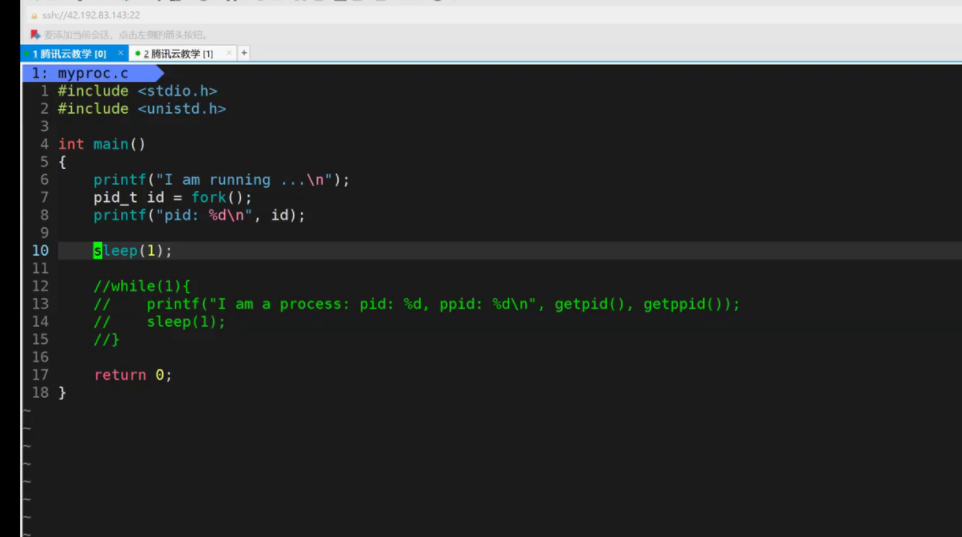 ssh://42.192.83.143:22
要添加当前会话，点击左侧的箭头按钮。
1 腾讯云教学 [0] × 2 腾讯云教学 [1] × +
1: myproc.c
1 #include <stdio.h>
2 #include <unistd.h>
3
4 int main()
5 {
6     printf("I am running ...\n");
7     pid_t id = fork();
8     printf("pid: %d\n", id);
9
10     sleep(1);
11
12     //while(1){
13     //    printf("I am a process: pid: %d, ppid: %d\n", getpid(), getppid());
14     //    sleep(1);
15     //}
16
17     return 0;
18 }
~
~
~
~
~
~
~
~